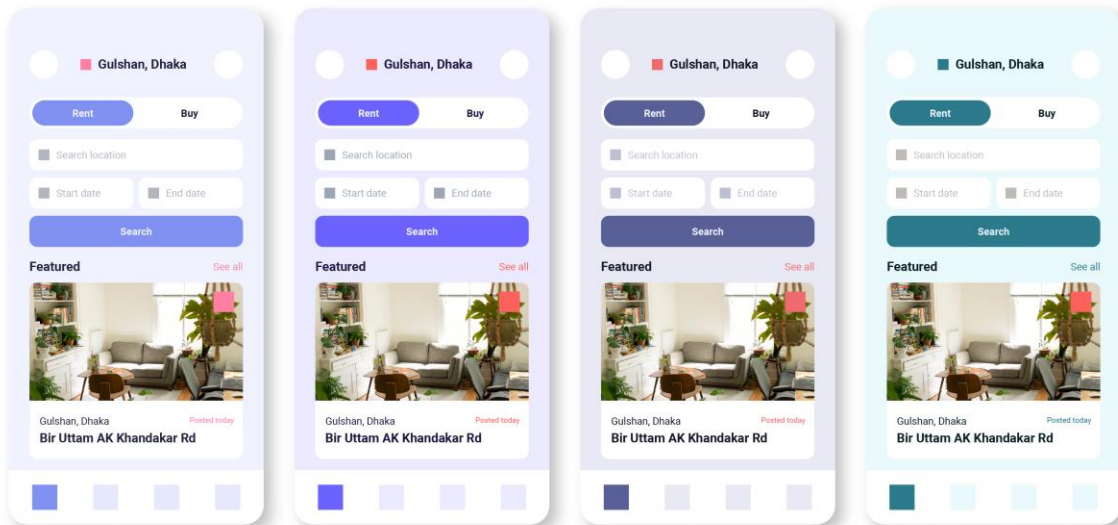 Gulshan, Dhaka
Rent Buy
Search location
Start date End date
Search
Featured See all
Gulshan, Dhaka Posted today
Bir Uttam AK Khandakar Rd
Gulshan, Dhaka
Rent Buy
Search location
Start date End date
Search
Featured See all
Gulshan, Dhaka Posted today
Bir Uttam AK Khandakar Rd
Gulshan, Dhaka
Rent Buy
Search location
Start date End date
Search
Featured See all
Gulshan, Dhaka Posted today
Bir Uttam AK Khandakar Rd
Gulshan, Dhaka
Rent Buy
Search location
Start date End date
Search
Featured See all
Gulshan, Dhaka Posted today
Bir Uttam AK Khandakar Rd